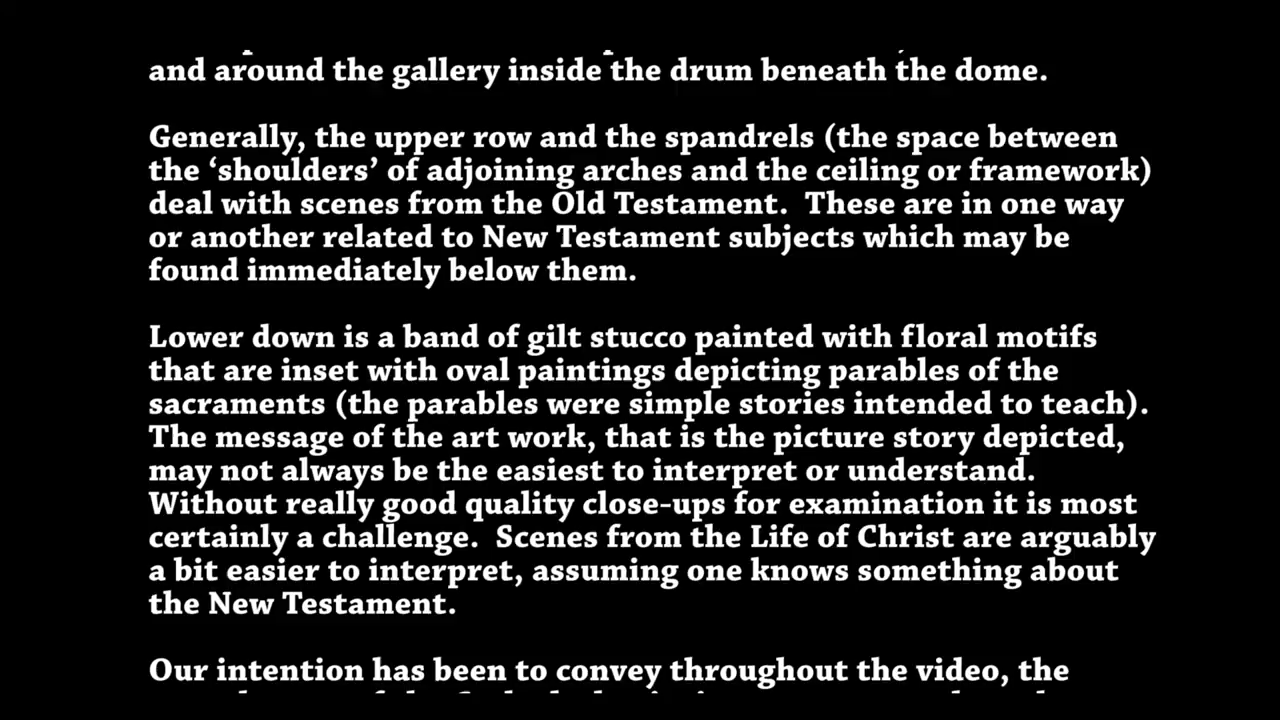 and around the gallery inside the drum beneath the dome.
Generally, the upper row and the spandrels (the space between
the ‘shoulders’ of adjoining arches and the ceiling or framework)
deal with scenes from the Old Testament.  These are in one way
or another related to New Testament subjects which may be
found immediately below them.
Lower down is a band of gilt stucco painted with floral motifs
that are inset with oval paintings depicting parables of the
sacraments (the parables were simple stories intended to teach).
The message of the art work, that is the picture story depicted,
may not always be the easiest to interpret or understand.
Without really good quality close-ups for examination it is most
certainly a challenge.  Scenes from the Life of Christ are arguably
a bit easier to interpret, assuming one knows something about
the New Testament.
Our intention has been to convey throughout the video, the